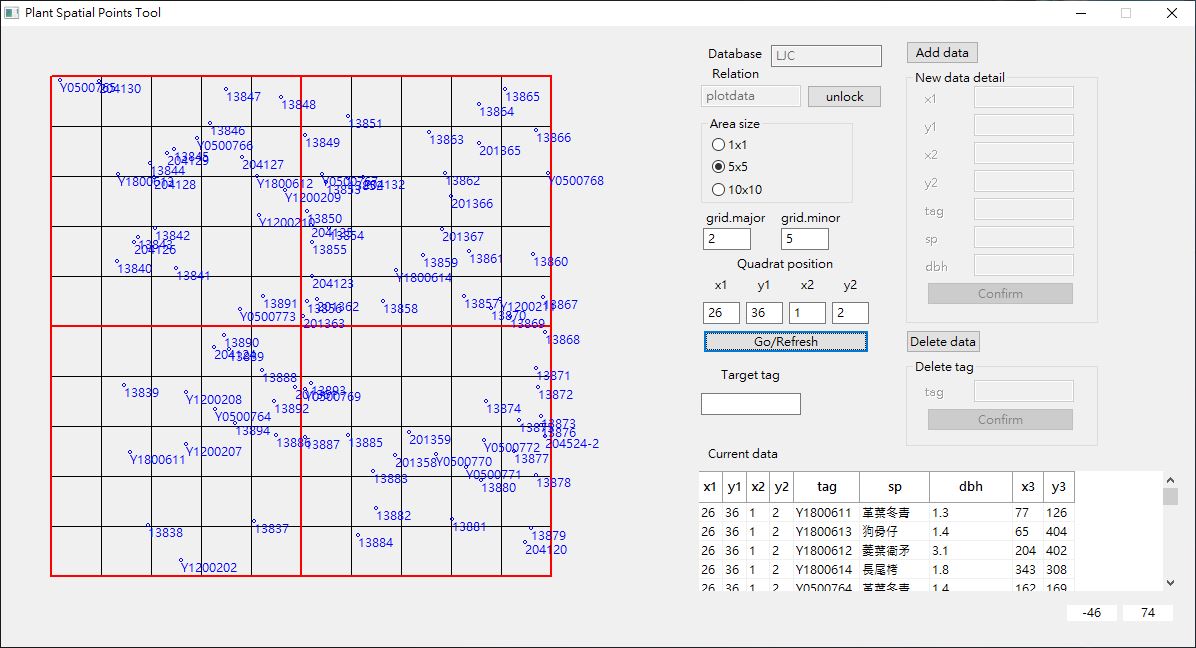 Plant Spatial Points Tool
Y0500765
204130
13847
13848
13865
13864
13851
13846
13849
13863
13866
Y0500766
201365
13845
204129
204127
13844
Y1800613
204128
Y1800612
Y0500767
13853
13852
204132
13862
Y0500768
Y1200209
201366
Y1200210
13850
204125
13854
13842
13843
204126
201367
13855
13861
13860
13859
13840
13841
Y1800614
204123
13891
13856
201362
13858
13857
Y1200211
13867
13870
Y0500773
201363
13869
13890
13868
204124
13889
13888
13871
13839
13893
Y0500769
13872
Y1200208
13892
13874
Y0500764
13873
13894
13876
13886
13887
13885
201359
204524-2
Y1200207
Y0500772
Y1800611
201358
Y0500770
13877
13883
Y0500771
13880
13878
13882
13838
13837
13881
13879
13884
204120
Y1200202
Database
LJC
Relation
plotdata
unlock
Area size
1x1
5x5
10x10
grid.major grid.minor
2 5
Quadrat position
x1 y1 x2 y2
26 36 1 2
Go/Refresh
Target tag
Add data
New data detail
x1
y1
x2
y2
tag
sp
dbh
Confirm
Delete data
Delete tag
tag
Confirm
Current data
x1 y1 x2 y2 tag sp dbh x3 y3
26 36 1 2 Y1800611 革葉冬青 1.3 77 126
26 36 1 2 Y1800613 狗骨仔 1.4 65 404
26 36 1 2 Y1800612 菱葉衛矛 3.1 204 402
26 36 1 2 Y1800614 長尾栲 1.8 343 308
26 36 1 2 Y0500764 革葉冬青 1.4 162 169
-46 74